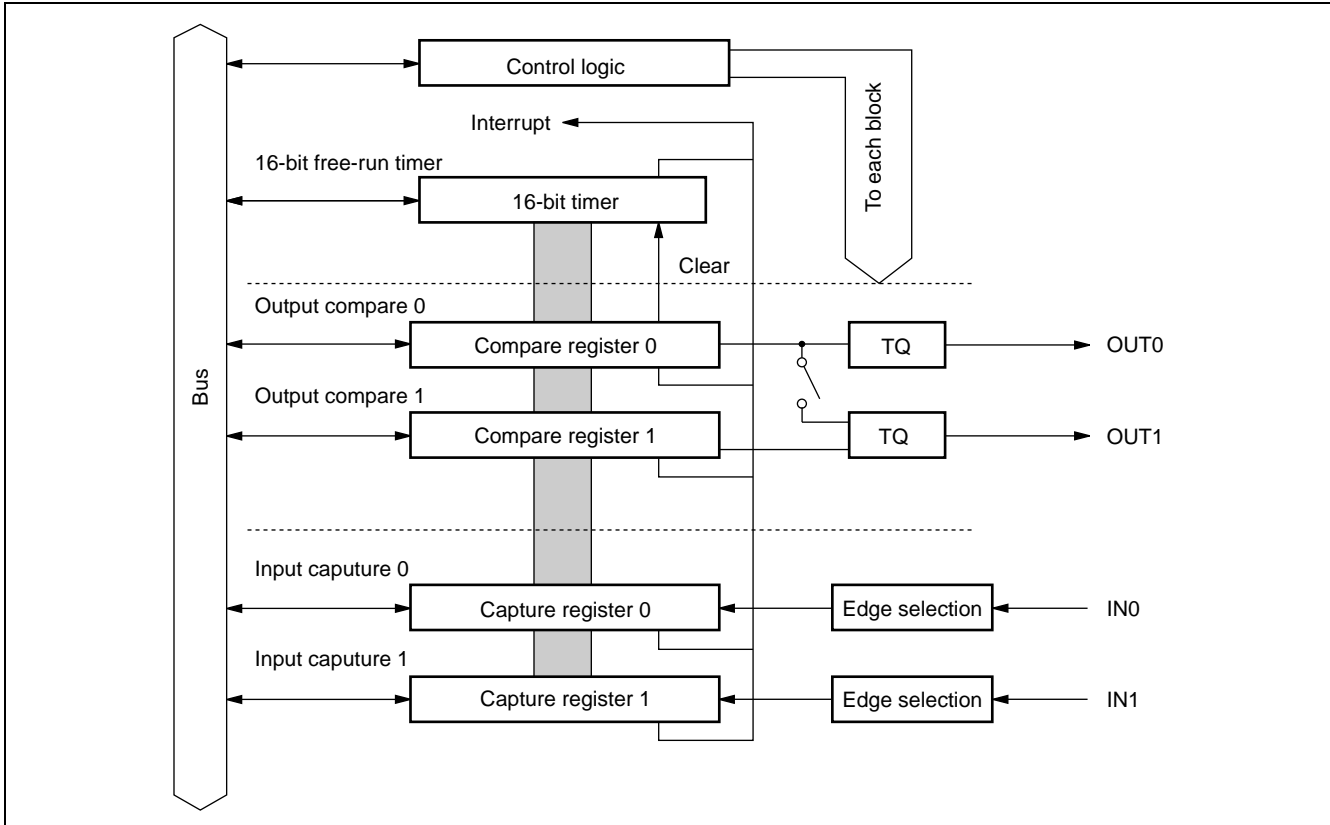 Control logic
Interrupt
To each block
16-bit free-run timer
16-bit timer
Clear
Bus
Output compare 0
Compare register 0
TQ
OUT0
Output compare 1
Compare register 1
TQ
OUT1
Input caputure 0
Capture register 0
Edge selection
IN0
Input caputure 1
Capture register 1
Edge selection
IN1